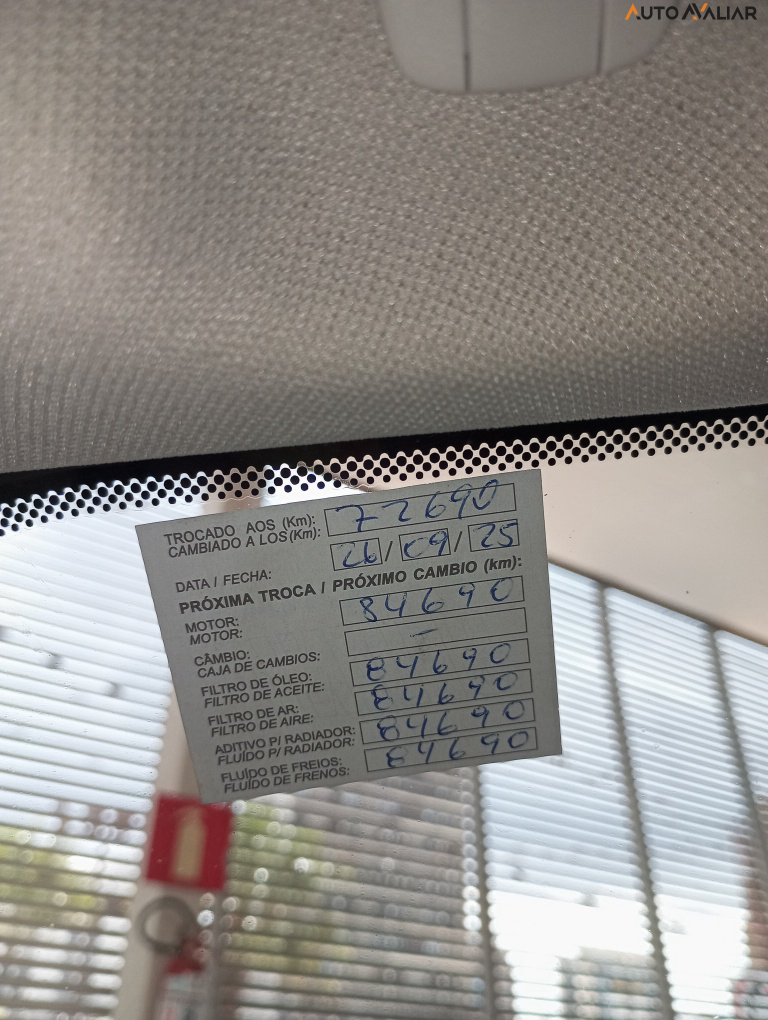 AUTOAVALIAR
TROCADO AOS (Km): 72690
CAMBIADO A LOS (Km):
DATA / FECHA: 26/09/25
PRÓXIMA TROCA / PRÓXIMO CAMBIO (km):
MOTOR: 84690
MOTOR:
CÂMBIO: -
CAJA DE CAMBIOS:
FILTRO DE ÓLEO: 84690
FILTRO DE ACEITE:
FILTRO DE AR: 84690
FILTRO DE AIRE:
ADITIVO P/ RADIADOR: 84690
FLUÍDO P/ RADIADOR:
FLUÍDO DE FREIOS: 84690
FLUÍDO DE FRENOS: